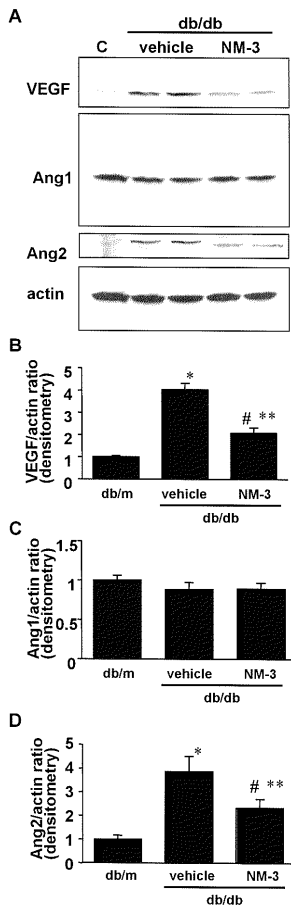 A
db/db
C vehicle NM-3
VEGF
Ang1
Ang2
actin
B
VEGF/actin ratio
(densitometry)
5
4
3
2
1
0
*
# **
db/m vehicle NM-3
db/db
C
Ang1/actin ratio
(densitometry)
1.5
1
0.5
0
db/m vehicle NM-3
db/db
D
Ang2/actin ratio
(densitometry)
5
4
3
2
1
0
*
# **
db/m vehicle NM-3
db/db